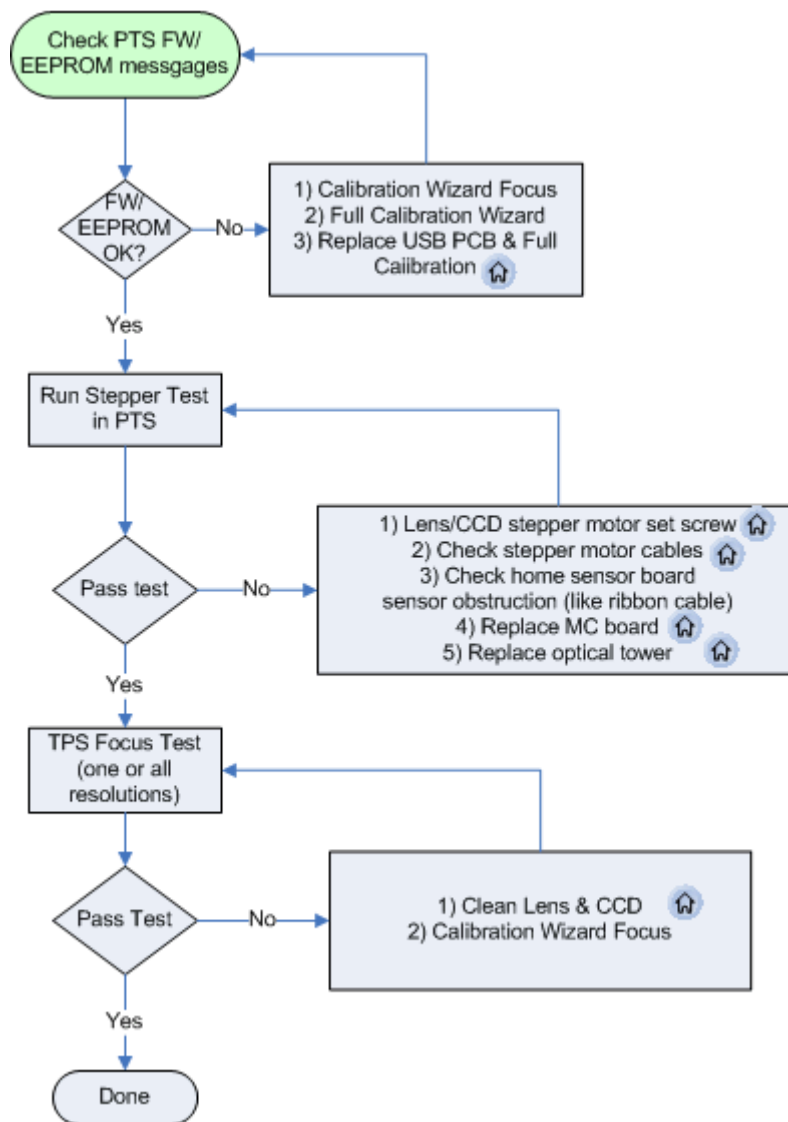 Check PTS FW/
EEPROM messgages
FW/
EEPROM
OK?
No
1) Calibration Wizard Focus
2) Full Calibration Wizard
3) Replace USB PCB & Full
Caiibration
Yes
Run Stepper Test
in PTS
Pass test
No
1) Lens/CCD stepper motor set screw
2) Check stepper motor cables
3) Check home sensor board
sensor obstruction (like ribbon cable)
4) Replace MC board
5) Replace optical tower
Yes
TPS Focus Test
(one or all
resolutions)
Pass Test
No
1) Clean Lens & CCD
2) Calibration Wizard Focus
Yes
Done